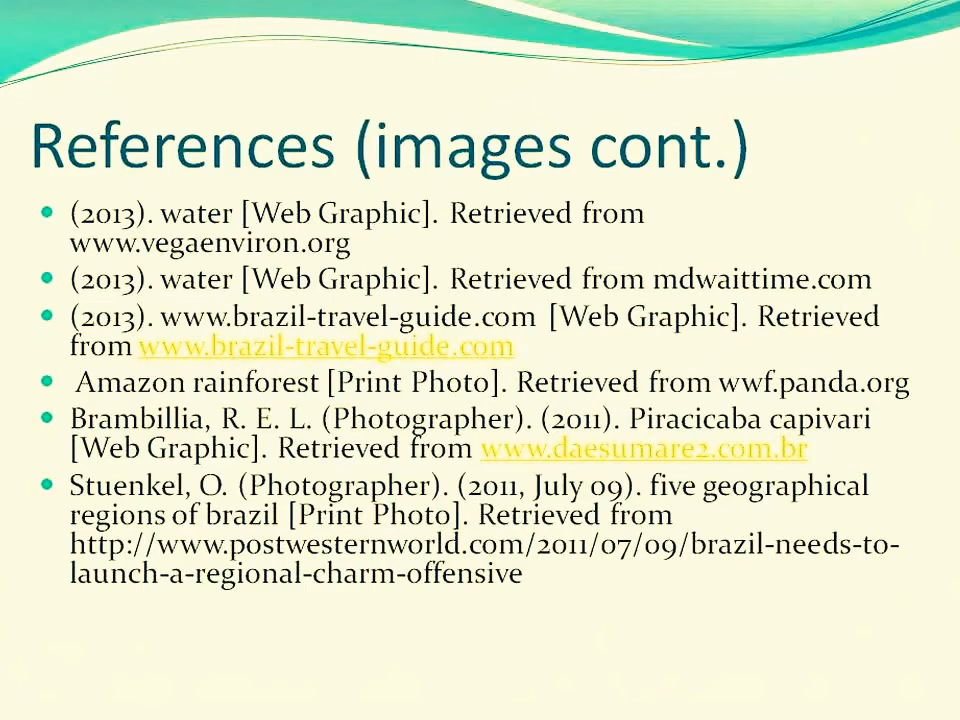 References (images cont.)
(2013). water [Web Graphic]. Retrieved from
www.vegaenviron.org
(2013). water [Web Graphic]. Retrieved from mdwaittime.com
(2013). www.brazil-travel-guide.com [Web Graphic]. Retrieved
from www.brazil-travel-guide.com
Amazon rainforest [Print Photo]. Retrieved from wwf.panda.org
Brambillia, R. E. L. (Photographer). (2011). Piracicaba capivari
[Web Graphic]. Retrieved from www.daesumare2.com.br
Stuenkel, O. (Photographer). (2011, July 09). five geographical
regions of brazil [Print Photo]. Retrieved from
http://www.postwesternworld.com/2011/07/09/brazil-needs-to-
launch-a-regional-charm-offensive